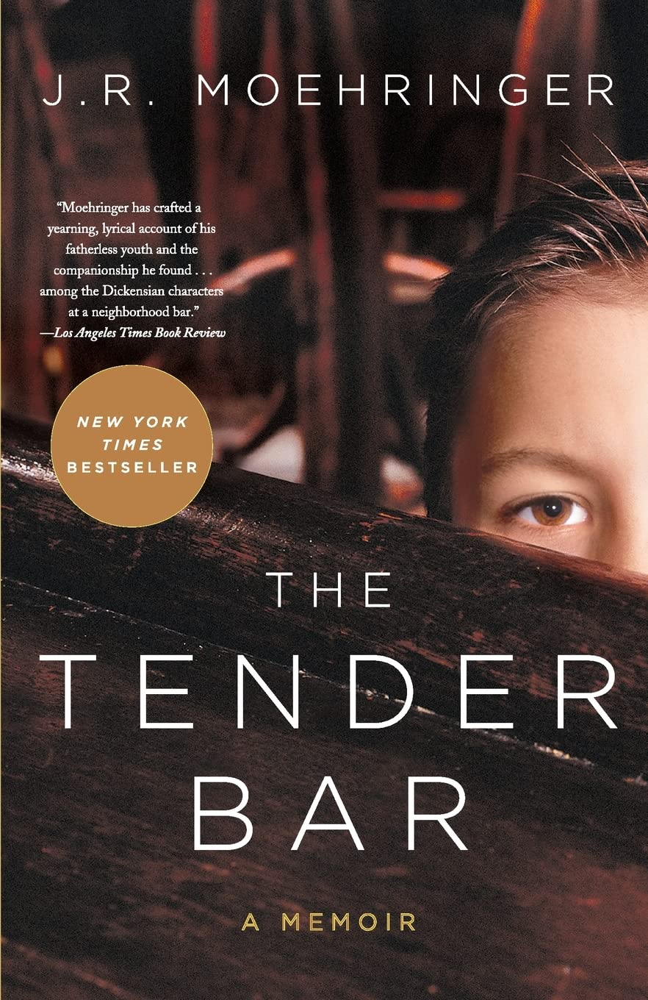 J.R. MOEHRINGER
“Moehringer has crafted a
yearning, lyrical account of his
fatherless youth and the
companionship he found . . .
among the Dickensian characters
at a neighborhood bar.”
—Los Angeles Times Book Review
NEW YORK
TIMES
BESTSELLER
THE
TENDER
BAR
A MEMOIR